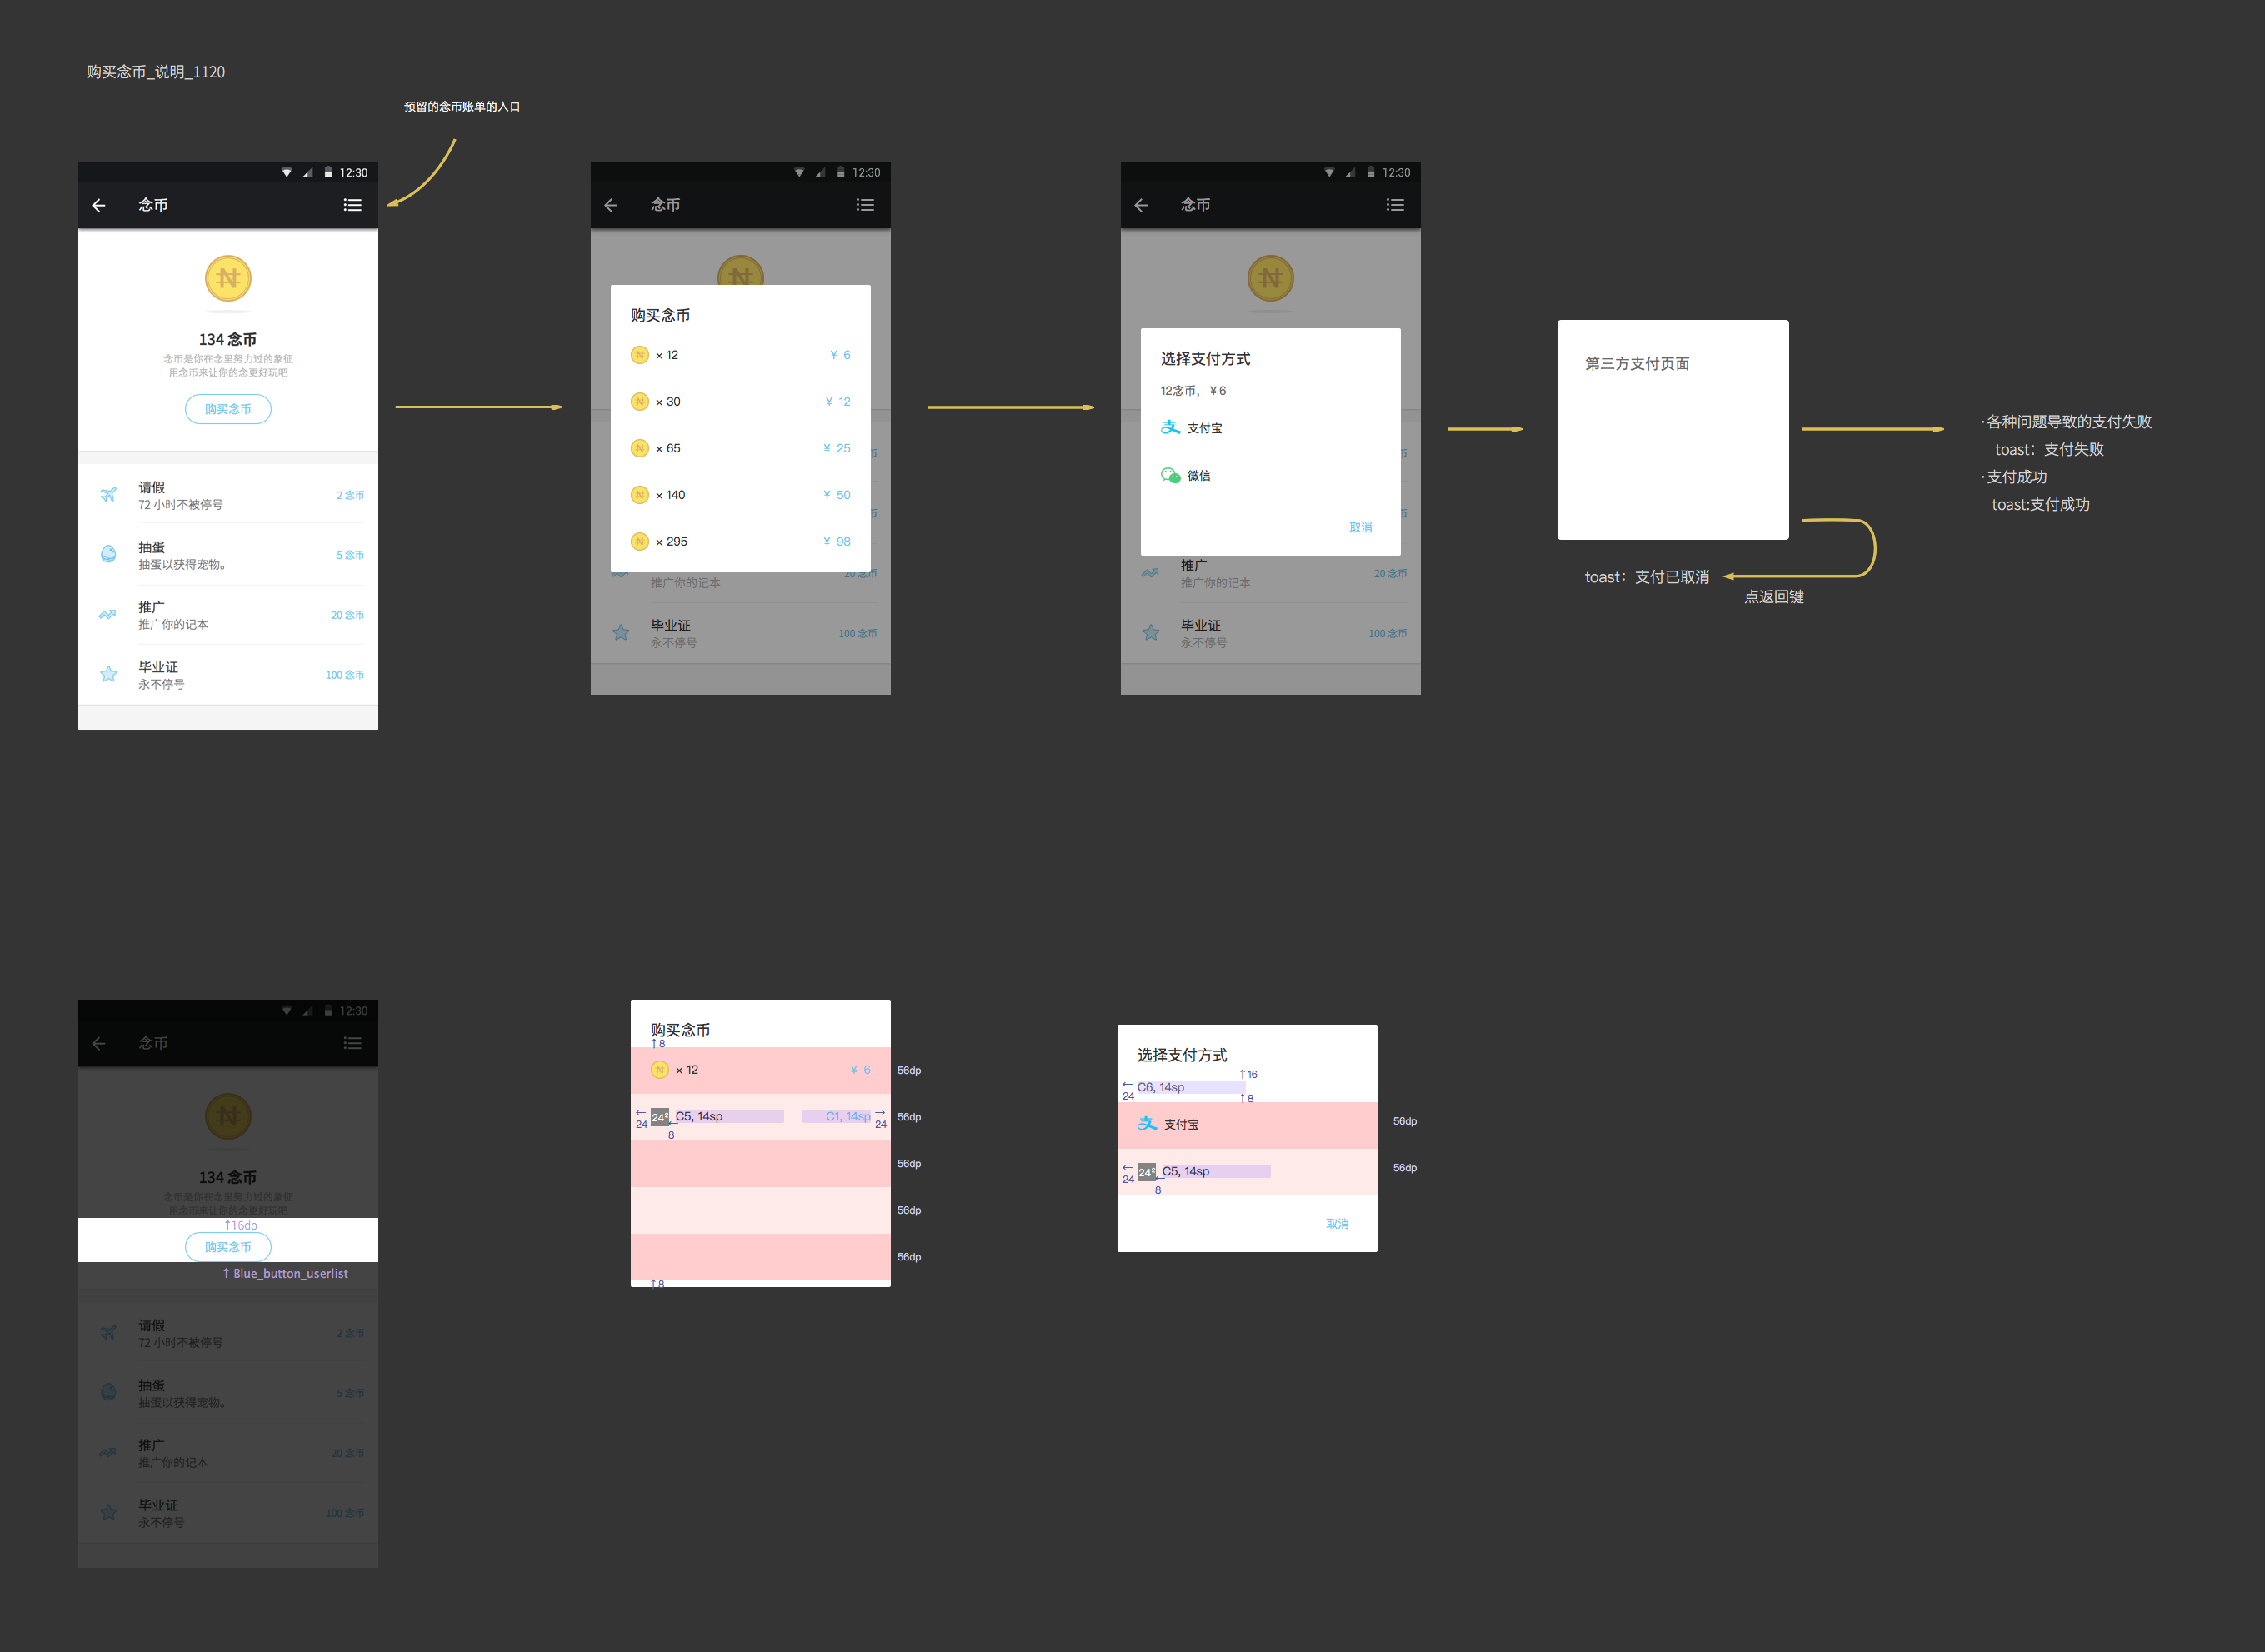 购买念币_说明_1120
预留的念币账单的入口
12:30
念币
134 念币
念币是你在念里努力过的象征
用念币来让你的念更好玩吧
购买念币
请假
72 小时不被停号
2 念币
抽蛋
抽蛋以获得宠物。
5 念币
推广
推广你的记本
20 念币
毕业证
永不停号
100 念币
12:30
念币
购买念币
× 12 ¥ 6
× 30 ¥ 12
× 65 ¥ 25
× 140 ¥ 50
× 295 ¥ 98
币
币
推广你的记本
20 念币
毕业证
永不停号
100 念币
12:30
念币
选择支付方式
12念币，¥ 6
支付宝
微信
取消
币
币
推广
推广你的记本
20 念币
毕业证
永不停号
100 念币
第三方支付页面
·各种问题导致的支付失败
toast：支付失败
·支付成功
toast:支付成功
toast：支付已取消
点返回键
12:30
念币
134 念币
念币是你在念里努力过的象征
用念币来让你的念更好玩吧
↑16dp
购买念币
↑ Blue_button_userlist
请假
72 小时不被停号
2 念币
抽蛋
抽蛋以获得宠物。
5 念币
推广
推广你的记本
20 念币
毕业证
永不停号
100 念币
购买念币
↑8
× 12 ¥ 6
56dp
←
24
24²
C5, 14sp
←
8
C1, 14sp
→
24
56dp
56dp
56dp
56dp
↑8
选择支付方式
↑16
←
24
C6, 14sp
↑8
支付宝
56dp
←
24
24²
C5, 14sp
←
8
56dp
取消